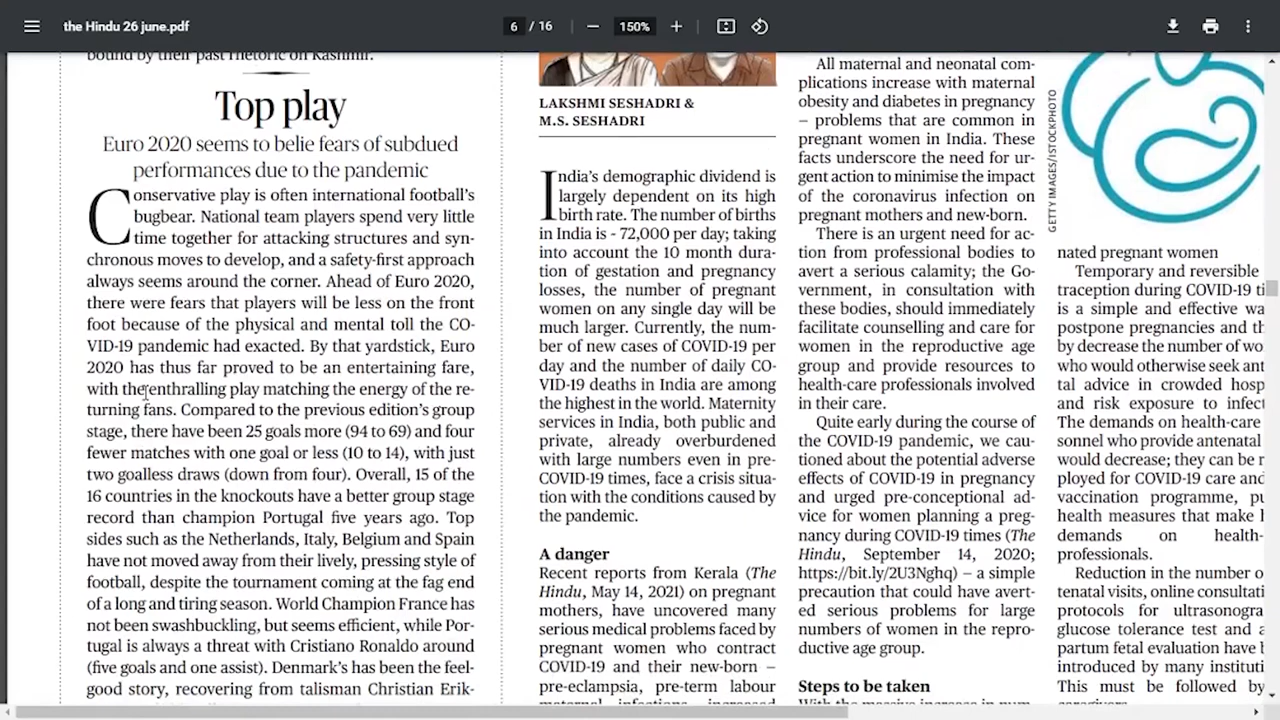 the Hindu 26 june.pdf
6 / 16
150%
bound by their past rhetoric on Kashmir.
Top play
Euro 2020 seems to belie fears of subdued
performances due to the pandemic
Conservative play is often international football's
bugbear. National team players spend very little
time together for attacking structures and syn-
chronous moves to develop, and a safety-first approach
always seems around the corner. Ahead of Euro 2020,
there were fears that players will be less on the front
foot because of the physical and mental toll the CO-
VID-19 pandemic had exacted. By that yardstick, Euro
2020 has thus far proved to be an entertaining fare,
with the enthralling play matching the energy of the re-
turning fans. Compared to the previous edition's group
stage, there have been 25 goals more (94 to 69) and four
fewer matches with one goal or less (10 to 14), with just
two goalless draws (down from four). Overall, 15 of the
16 countries in the knockouts have a better group stage
record than champion Portugal five years ago. Top
sides such as the Netherlands, Italy, Belgium and Spain
have not moved away from their lively, pressing style of
football, despite the tournament coming at the fag end
of a long and tiring season. World Champion France has
not been swashbuckling, but seems efficient, while Por-
tugal is always a threat with Cristiano Ronaldo around
(five goals and one assist). Denmark's has been the feel-
good story, recovering from talisman Christian Erik-
LAKSHMI SESHADRI &
M.S. SESHADRI
India's demographic dividend is
largely dependent on its high
birth rate. The number of births
in India is - 72,000 per day; taking
into account the 10 month dura-
tion of gestation and pregnancy
losses, the number of pregnant
women on any single day will be
much larger. Currently, the num-
ber of new cases of COVID-19 per
day and the number of daily CO-
VID-19 deaths in India are among
the highest in the world. Maternity
services in India, both public and
private, already overburdened
with large numbers even in pre-
COVID-19 times, face a crisis situa-
tion with the conditions caused by
the pandemic.
A danger
Recent reports from Kerala (The
Hindu, May 14, 2021) on pregnant
mothers, have uncovered many
serious medical problems faced by
pregnant women who contract
COVID-19 and their new-born –
pre-eclampsia, pre-term labour
maternal infections, increased
All maternal and neonatal com-
plications increase with maternal
obesity and diabetes in pregnancy
– problems that are common in
pregnant women in India. These
facts underscore the need for ur-
gent action to minimise the impact
of the coronavirus infection on
pregnant mothers and new-born.
There is an urgent need for ac-
tion from professional bodies to
avert a serious calamity; the Go-
vernment, in consultation with
these bodies, should immediately
facilitate counselling and care for
women in the reproductive age
group and provide resources to
health-care professionals involved
in their care.
Quite early during the course of
the COVID-19 pandemic, we cau-
tioned about the potential adverse
effects of COVID-19 in pregnancy
and urged pre-conceptional ad-
vice for women planning a preg-
nancy during COVID-19 times (The
Hindu, September 14, 2020;
https://bit.ly/2U3Nghq) – a simple
precaution that could have avert-
ed serious problems for large
numbers of women in the repro-
ductive age group.
Steps to be taken
With the massive increase in num-
GETTY IMAGES/ISTOCKPHOTO
nated pregnant women
Temporary and reversible
traception during COVID-19 ti
is a simple and effective wa
postpone pregnancies and th
by decrease the number of wo
who would otherwise seek ant
tal advice in crowded hosp
and risk exposure to infect
The demands on health-care
sonnel who provide antenatal
would decrease; they can be r
ployed for COVID-19 care and
vaccination programme, pu
health measures that make l
demands on health-
professionals.
Reduction in the number o
tenatal visits, online consultati
protocols for ultrasonogra
glucose tolerance test and a
partum fetal evaluation have b
introduced by many instituti
This must be followed by
caregivers.